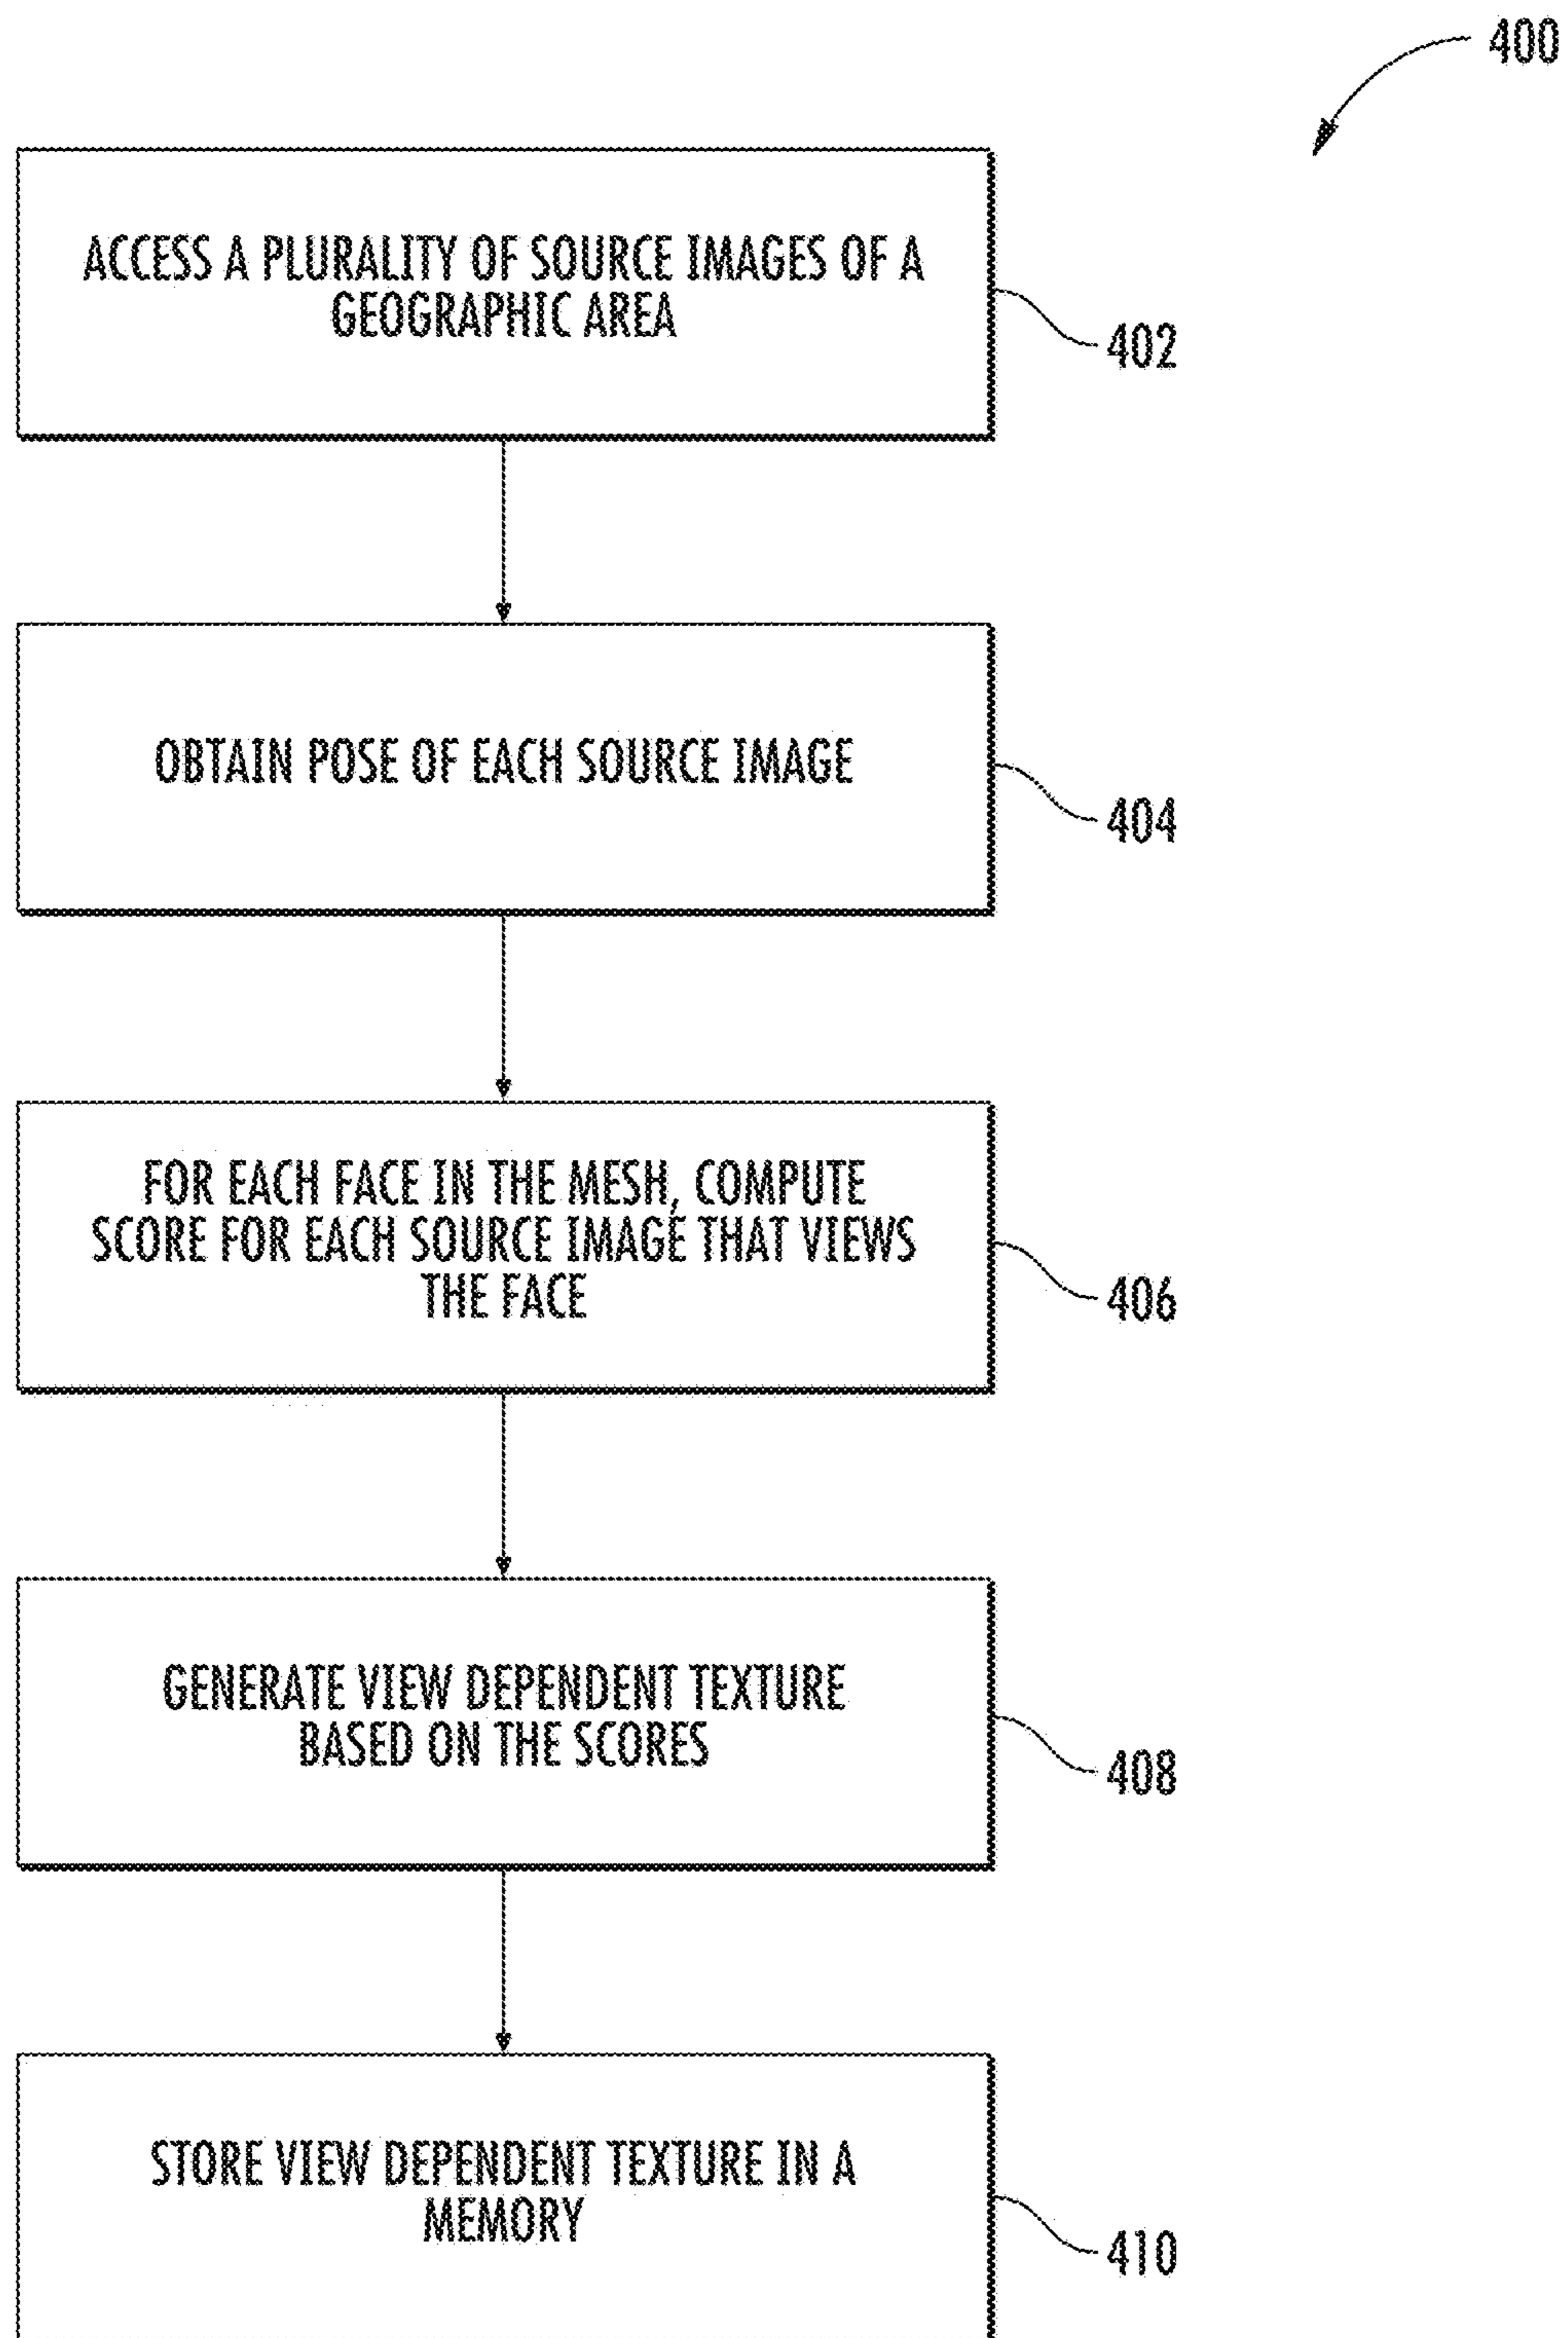 400
ACCESS A PLURALITY OF SOURCE IMAGES OF A
GEOGRAPHIC AREA
402
OBTAIN POSE OF EACH SOURCE IMAGE
404
FOR EACH FACE IN THE MESH, COMPUTE
SCORE FOR EACH SOURCE IMAGE THAT VIEWS
THE FACE
406
GENERATE VIEW DEPENDENT TEXTURE
BASED ON THE SCORES
408
STORE VIEW DEPENDENT TEXTURE IN A
MEMORY
410